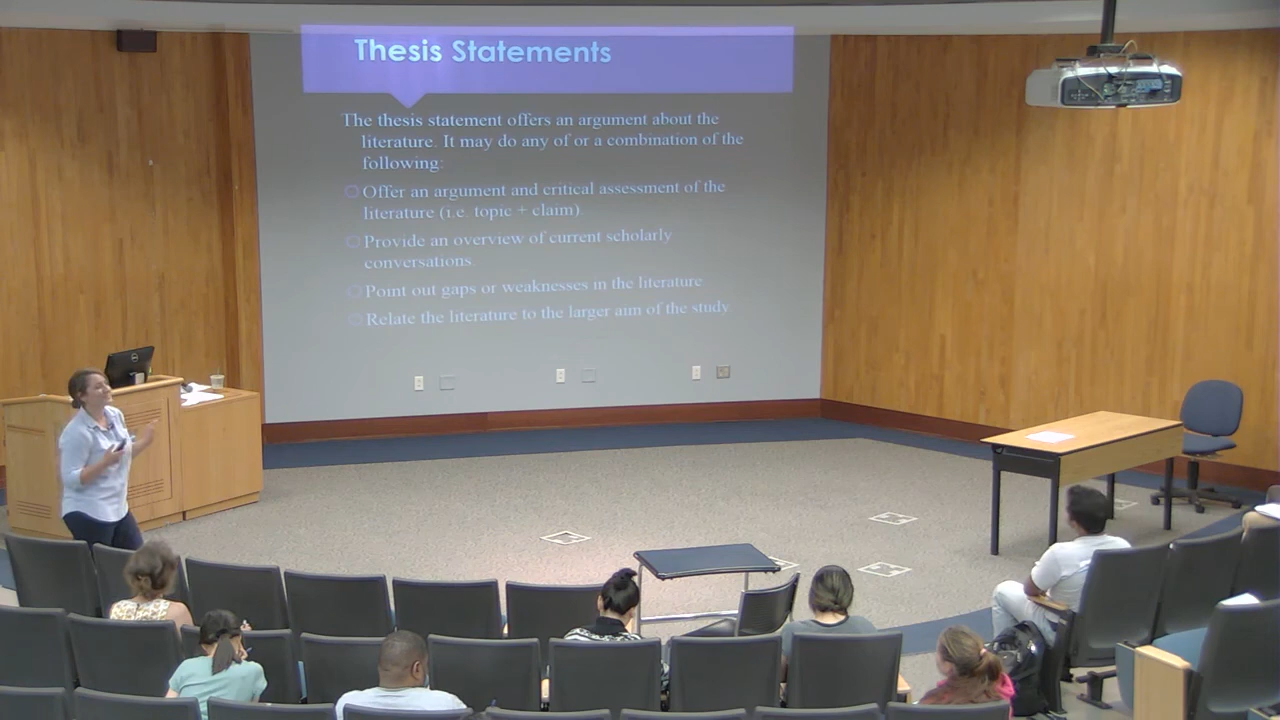 Thesis Statements
The thesis statement offers an argument about the
literature. It may do any of or a combination of the
following:
Offer an argument and critical assessment of the
literature (i.e. topic + claim).
Provide an overview of current scholarly
conversations.
Point out gaps or weaknesses in the literature
Relate the literature to the larger aim of the study